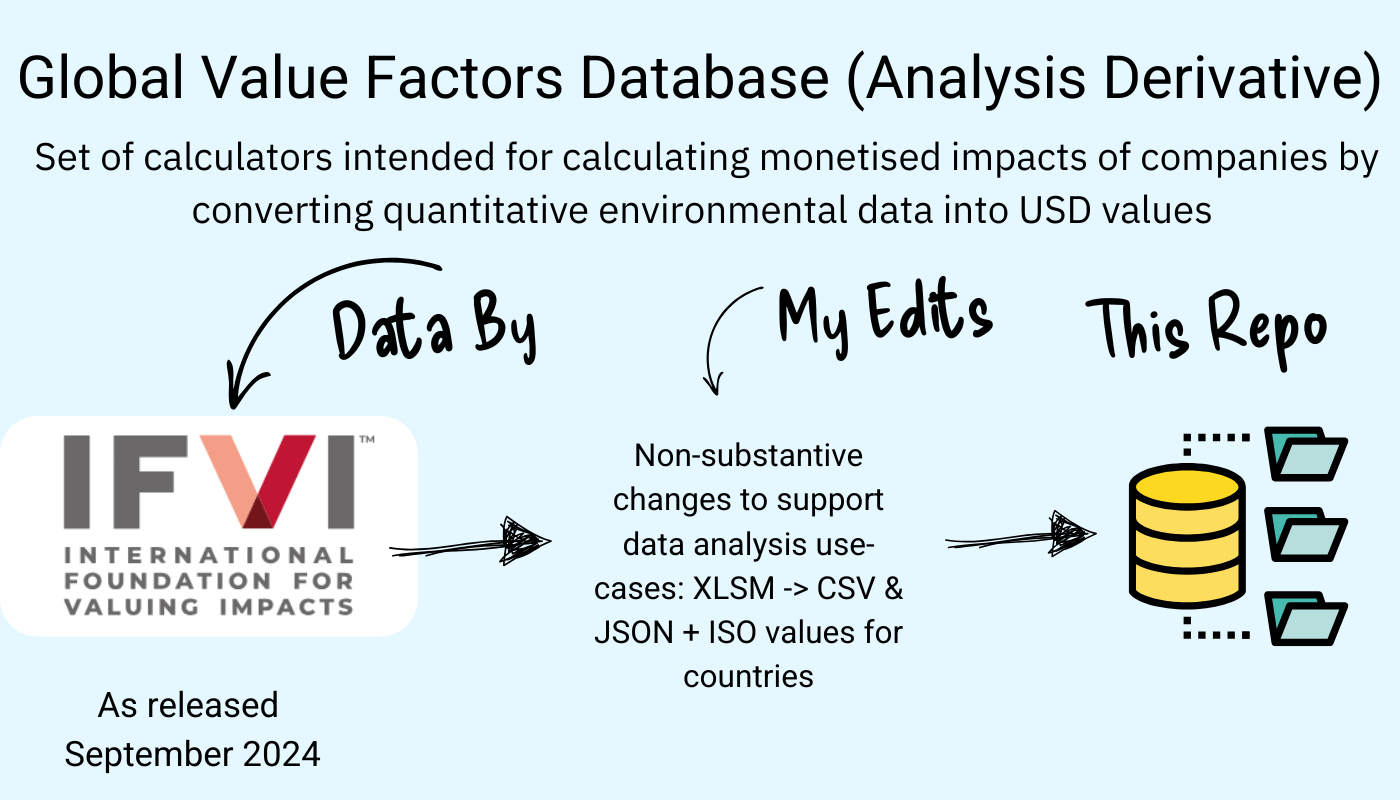 Global Value Factors Database (Analysis Derivative)
Set of calculators intended for calculating monetised impacts of companies by
converting quantitative environmental data into USD values
Data By
My Edits
This Repo
IFVI™
INTERNATIONAL
FOUNDATION FOR
VALUING IMPACTS
As released
September 2024
Non-substantive
changes to support
data analysis use-
cases: XLSM -> CSV &
JSON + ISO values for
countries